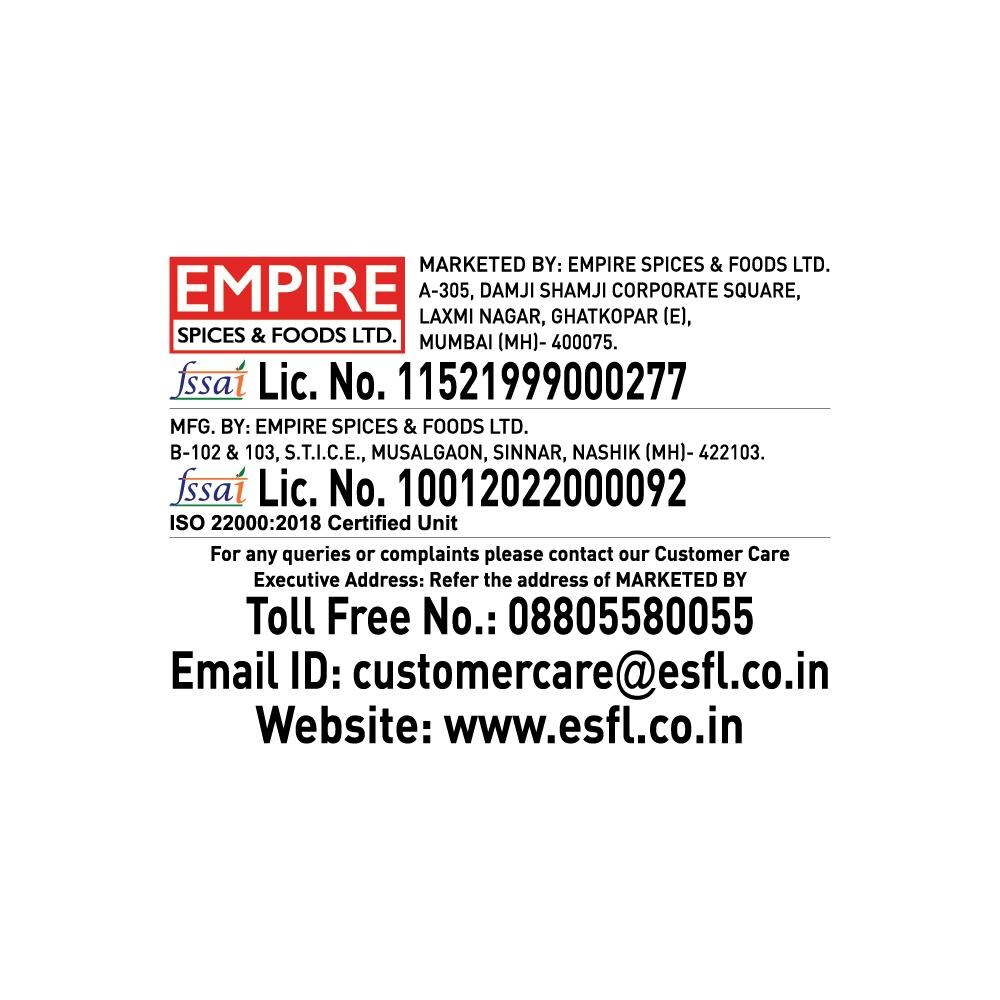 EMPIRE
SPICES & FOODS LTD.
MARKETED BY: EMPIRE SPICES & FOODS LTD.
A-305, DAMJI SHAMJI CORPORATE SQUARE,
LAXMI NAGAR, GHATKOPAR (E),
MUMBAI (MH)- 400075.
fssai Lic. No. 11521999000277
MFG. BY: EMPIRE SPICES & FOODS LTD.
B-102 & 103, S.T.I.C.E., MUSALGAON, SINNAR, NASHIK (MH)- 422103.
fssai Lic. No. 10012022000092
ISO 22000:2018 Certified Unit
For any queries or complaints please contact our Customer Care
Executive Address: Refer the address of MARKETED BY
Toll Free No.: 08805580055
Email ID: customercare@esfl.co.in
Website: www.esfl.co.in